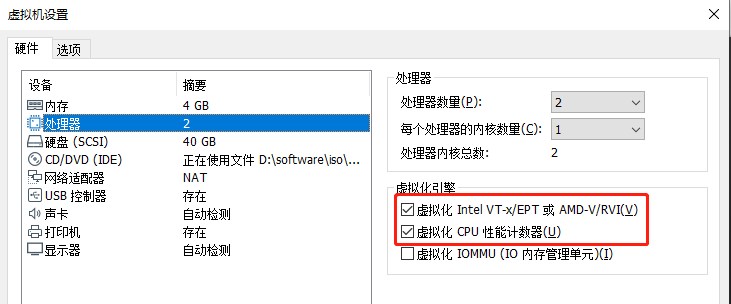 虚拟机设置
硬件 选项
设备 摘要
内存 4 GB
处理器 2
硬盘 (SCSI) 40 GB
CD/DVD (IDE) 正在使用文件 D:\software\iso\...
网络适配器 NAT
USB 控制器 存在
声卡 自动检测
打印机 存在
显示器 自动检测
处理器
处理器数量(P): 2
每个处理器的内核数量(C): 1
处理器内核总数: 2
虚拟化引擎
虚拟化 Intel VT-x/EPT 或 AMD-V/RVI(V)
虚拟化 CPU 性能计数器(U)
虚拟化 IOMMU (IO 内存管理单元)(I)